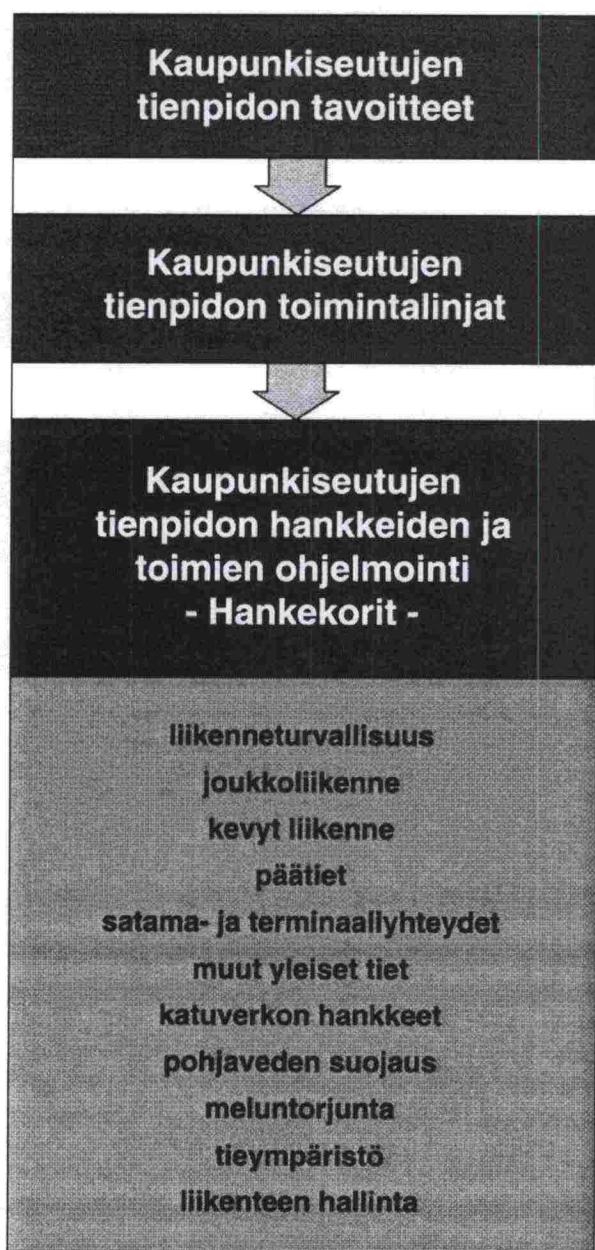 Kaupunkiseutujen
tienpidon tavoitteet
Kaupunkiseutujen
tienpidon toimintalinjat
Kaupunkiseutujen
tienpidon hankkeiden ja
toimien ohjelmointi
- Hankekorit -
liikenneturvallisuus
joukkoliikenne
kevyt liikenne
päätiet
satama- ja terminaaliyhteydet
muut yleiset tiet
katuverkon hankkeet
pohjaveden suojaus
meluntorjunta
tieympäristö
liikenteen hallinta